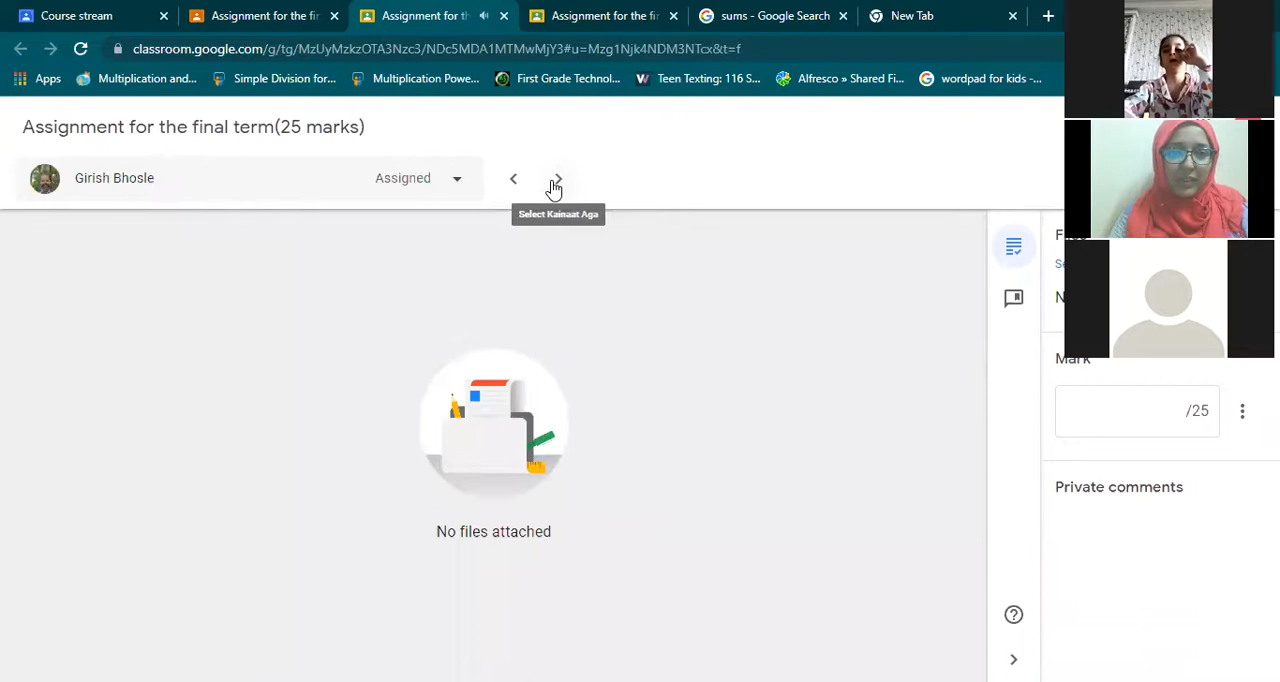 Course stream
Assignment for the fi
Assignment for th
Assignment for the fi
sums - Google Search
New Tab
classroom.google.com/g/tg/MzUyMzkzOTA3Nzc3/NDc5MDA1MTMwMjY3#u=Mzg1Njk4NDM3NTcx&t=f
Apps
Multiplication and...
Simple Division for...
Multiplication Powe...
First Grade Technol...
Teen Texting: 116 S...
Alfresco » Shared Fi...
wordpad for kids -...
Assignment for the final term(25 marks)
Girish Bhosle
Assigned
Select Kainaat Aga
No files attached
Mark
/25
Private comments